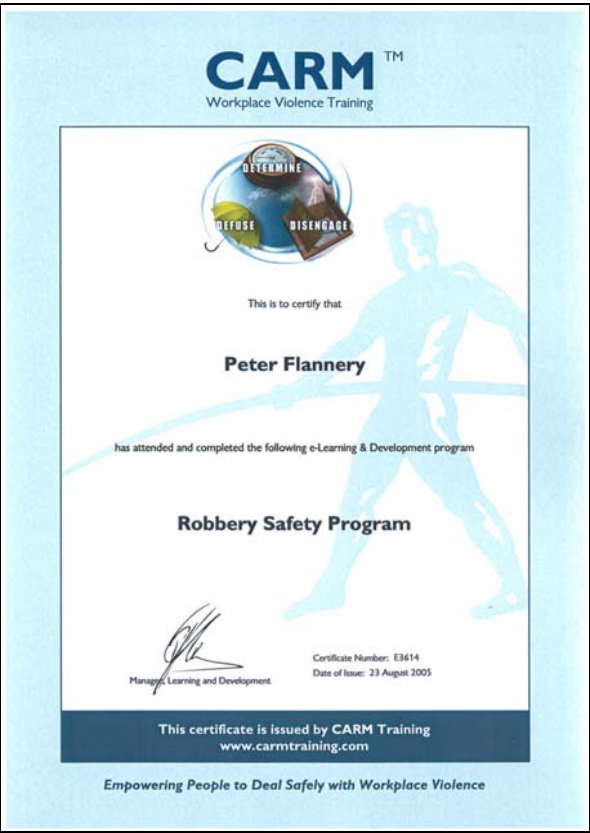 CARM™
Workplace Violence Training
DETERMINE
DEFUSE DISENGAGE
This is to certify that
Peter Flannery
has attended and completed the following e-Learning & Development program
Robbery Safety Program
Certificate Number: E3614
Manager, Learning and Development
Date of Issue: 23 August 2005
This certificate is issued by CARM Training
www.carmtraining.com
Empowering People to Deal Safely with Workplace Violence